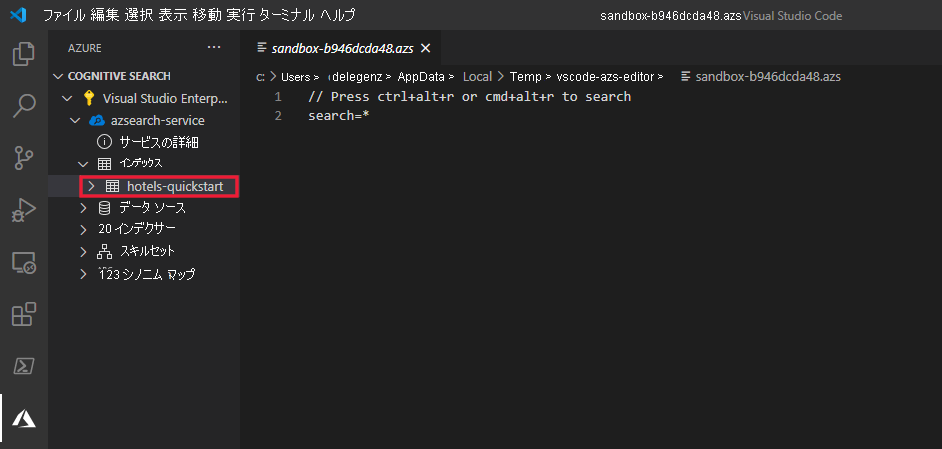 ファイル 編集 選択 表示 移動 実行 ターミナル ヘルプ
sandbox-b946dcda48.azsVisual Studio Code
AZURE ...
COGNITIVE SEARCH
Visual Studio Enterp...
azsearch-service
サービスの詳細
インデックス
hotels-quickstart
データ ソース
20 インデクサー
スキルセット
123 シノニム マップ
sandbox-b946dcda48.azs
c: > Users > delegenz > AppData > Local > Temp > vscode-azs-editor > sandbox-b946dcda48.azs
1 // Press ctrl+alt+r or cmd+alt+r to search
2 search=*